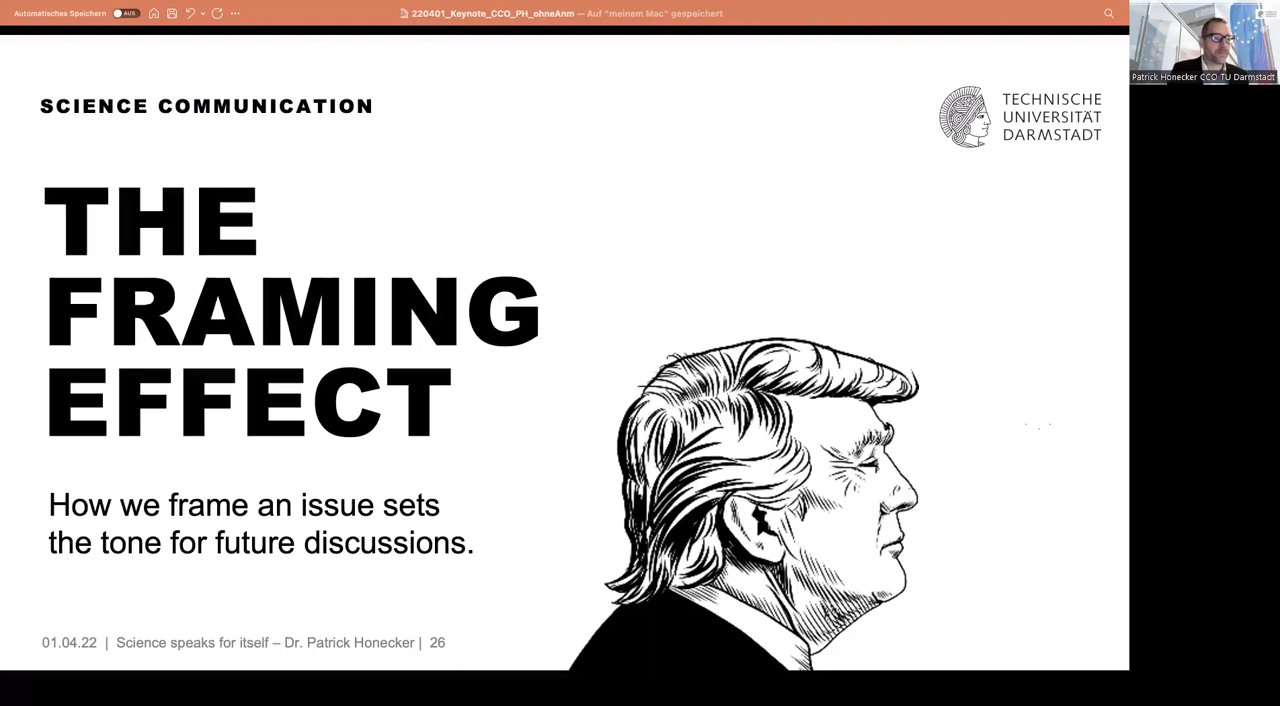 Automatisches Speichern AUS
220401_Keynote_CCO_PH_ohneAnm — Auf "meinem Mac" gespeichert
Patrick Honecker CCO TU Darmstadt
SCIENCE COMMUNICATION
TECHNISCHE
UNIVERSITÄT
DARMSTADT
THE
FRAMING
EFFECT
How we frame an issue sets
the tone for future discussions.
01.04.22 | Science speaks for itself – Dr. Patrick Honecker | 26